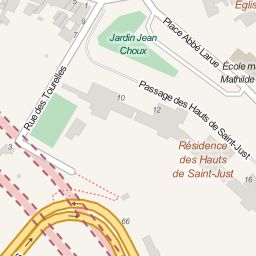 Eglis
Place Abbé Larue
Jardin Jean
Choux
École ma
Mathilde
Rue des Tourelles
Passage des Hauts de Saint-Just
10
12
3
Résidence
des Hauts
de Saint-Just
66